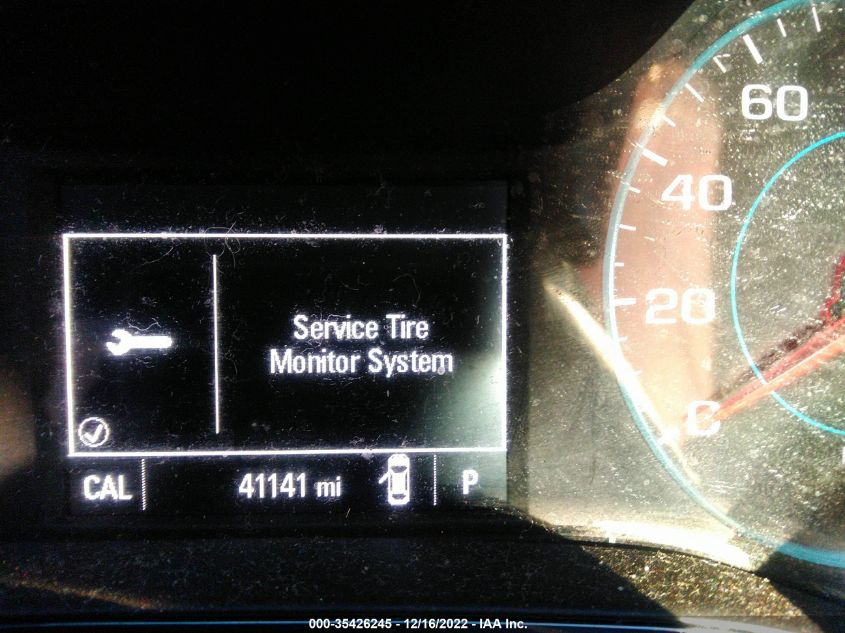 60
40
20
Service Tire
Monitor System
CAL
41141 mi
P
000-35426245 - 12/16/2022 - IAA Inc.